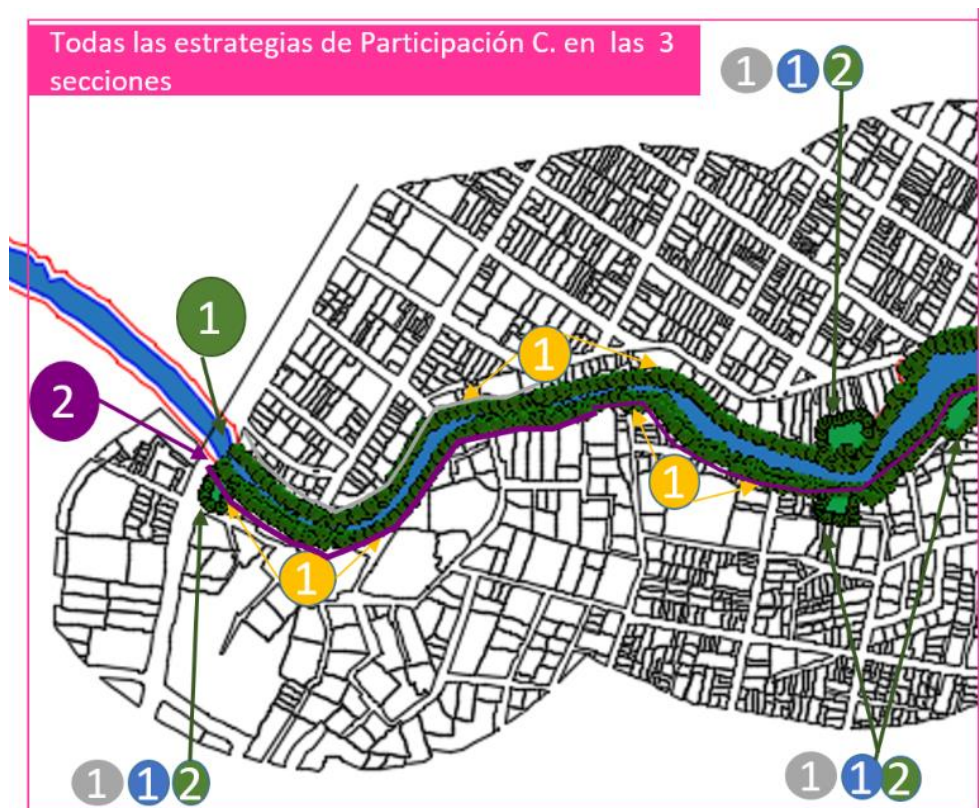 Todas las estrategias de Participación C. en las 3
secciones
1 1 2
1
1
2
1
1
1 1 2
1 1 2